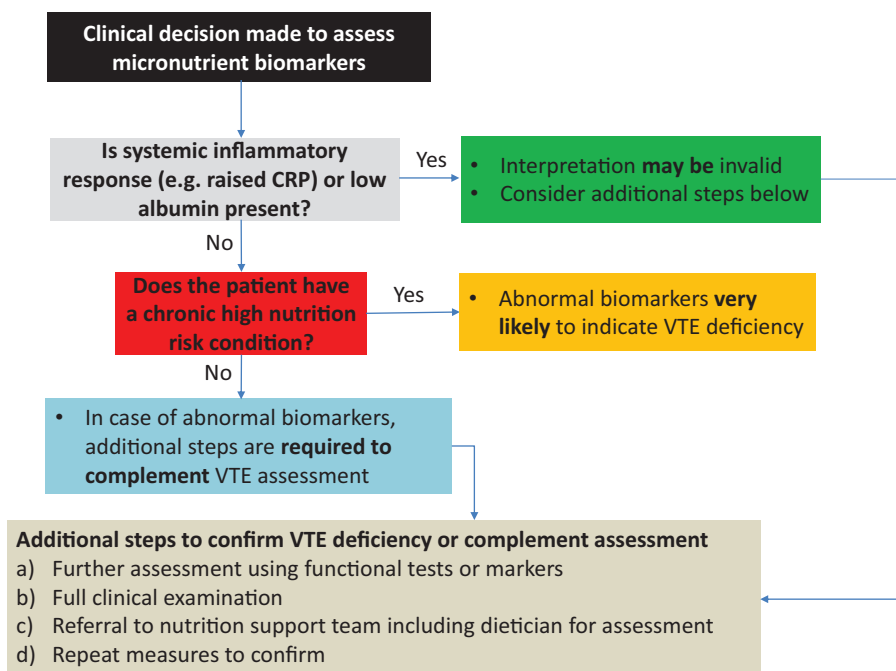 Clinical decision made to assess
micronutrient biomarkers
Is systemic inflammatory
response (e.g. raised CRP) or low
albumin present?
Yes
• Interpretation may be invalid
• Consider additional steps below
No
Does the patient have
a chronic high nutrition
risk condition?
Yes
• Abnormal biomarkers very
likely to indicate VTE deficiency
No
• In case of abnormal biomarkers,
additional steps are required to
complement VTE assessment
Additional steps to confirm VTE deficiency or complement assessment
a) Further assessment using functional tests or markers
b) Full clinical examination
c) Referral to nutrition support team including dietician for assessment
d) Repeat measures to confirm